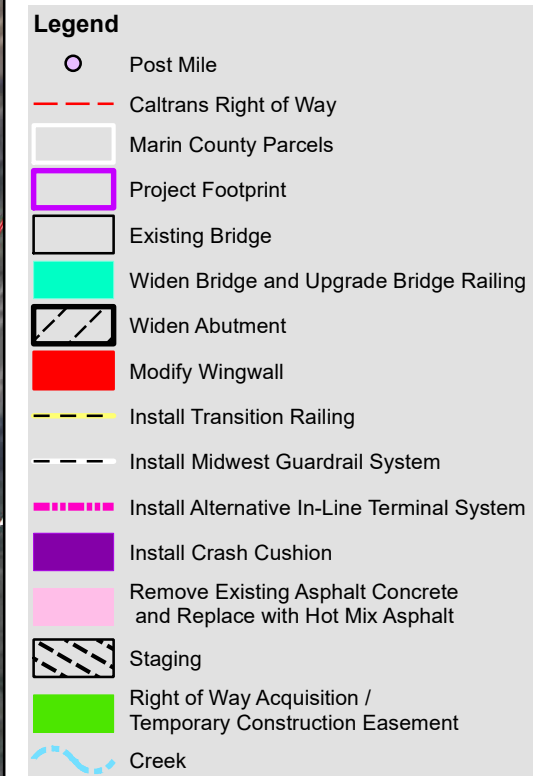 Legend
Post Mile
Caltrans Right of Way
Marin County Parcels
Project Footprint
Existing Bridge
Widen Bridge and Upgrade Bridge Railing
Widen Abutment
Modify Wingwall
Install Transition Railing
Install Midwest Guardrail System
Install Alternative In-Line Terminal System
Install Crash Cushion
Remove Existing Asphalt Concrete
and Replace with Hot Mix Asphalt
Staging
Right of Way Acquisition /
Temporary Construction Easement
Creek